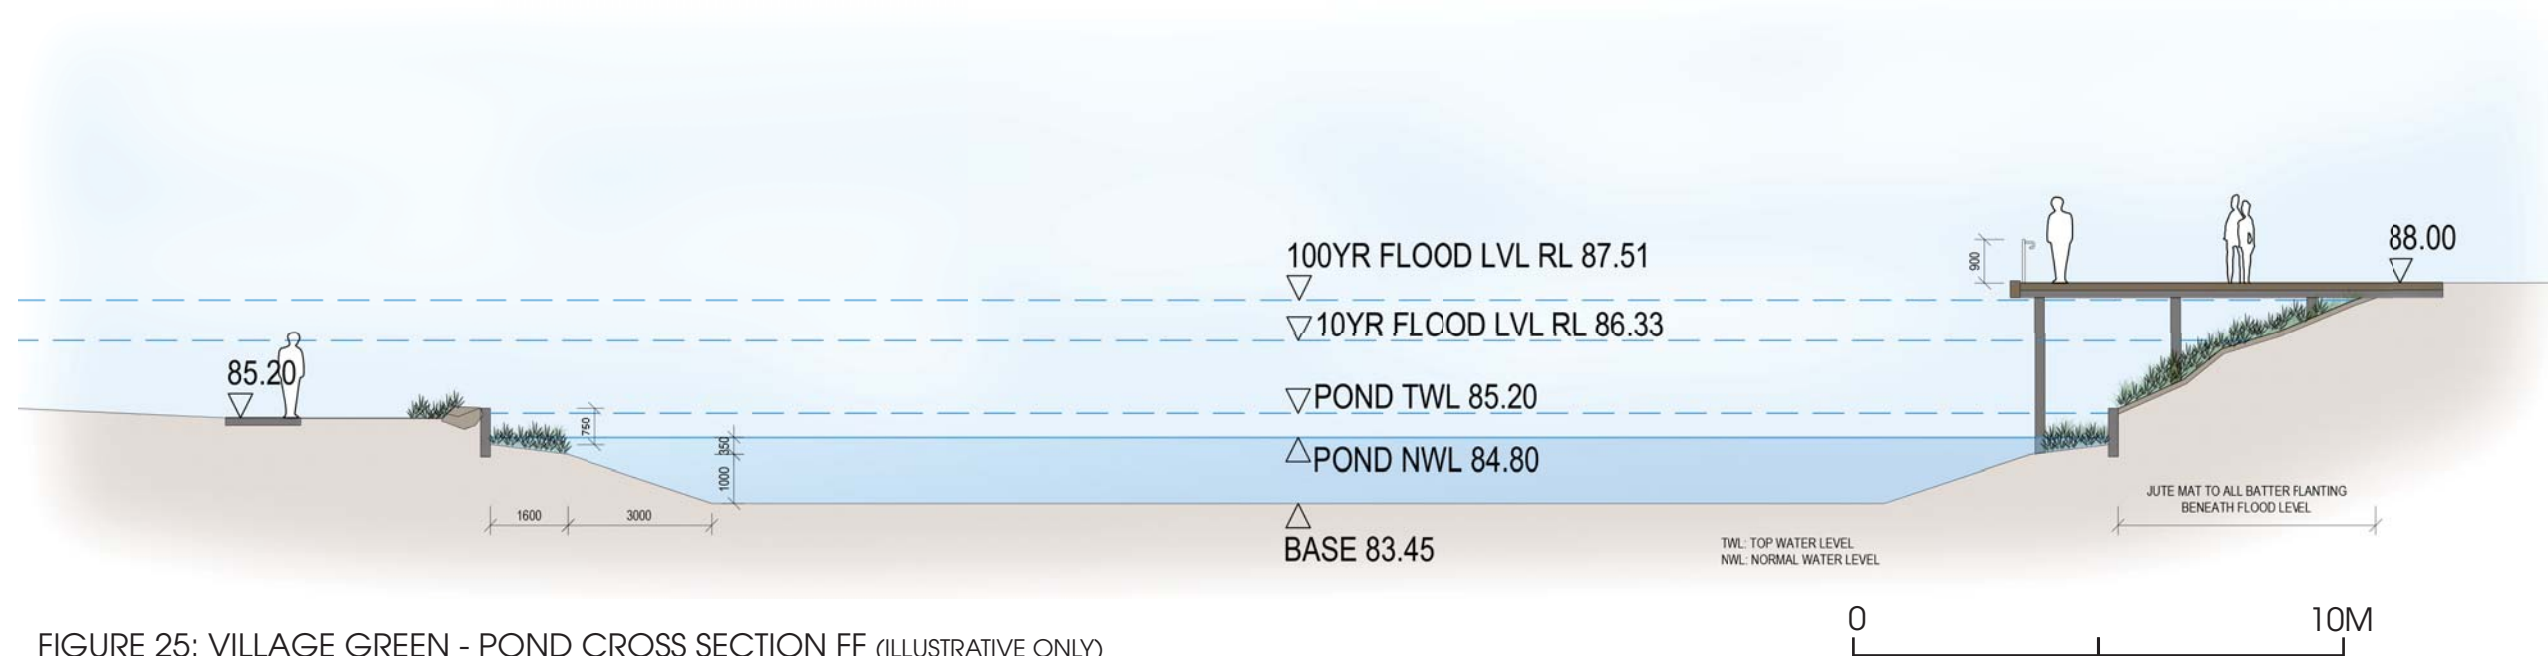 100YR FLOOD LVL RL 87.51
88.00
900
10YR FLOOD LVL RL 86.33
85.20
POND TWL 85.20
750
350
POND NWL 84.80
1000
1600
3000
JUTE MAT TO ALL BATTER PLANTING
BENEATH FLOOD LEVEL
BASE 83.45
TWL: TOP WATER LEVEL
NWL: NORMAL WATER LEVEL
0
10M
FIGURE 25: VILLAGE GREEN - POND CROSS SECTION FF (ILLUSTRATIVE ONLY)